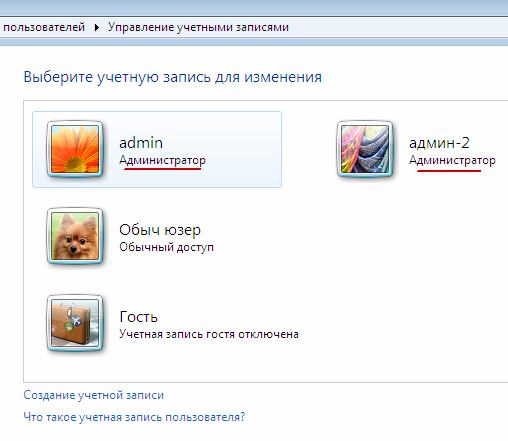 пользователей Управление учетными записями
Выберите учетную запись для изменения
admin
Администратор
админ-2
Администратор
Обыч юзер
Обычный доступ
Гость
Учетная запись гостя отключена
Создание учетной записи
Что такое учетная запись пользователя?